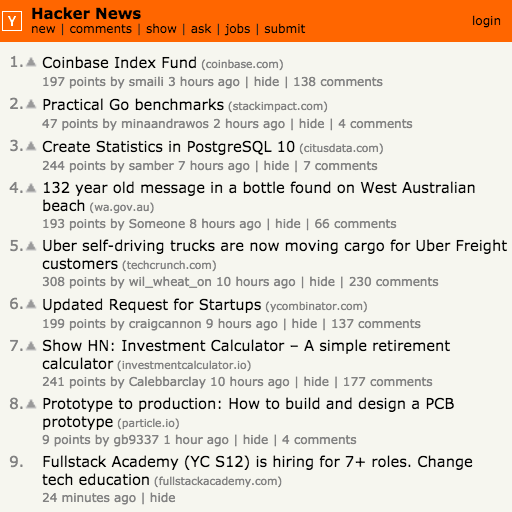 Y
Hacker News
new | comments | show | ask | jobs | submit
login
1. Coinbase Index Fund (coinbase.com)
197 points by smaili 3 hours ago | hide | 138 comments
2. Practical Go benchmarks (stackimpact.com)
47 points by minaandrawos 2 hours ago | hide | 4 comments
3. Create Statistics in PostgreSQL 10 (citusdata.com)
244 points by samber 7 hours ago | hide | 7 comments
4. 132 year old message in a bottle found on West Australian
beach (wa.gov.au)
193 points by Someone 8 hours ago | hide | 66 comments
5. Uber self-driving trucks are now moving cargo for Uber Freight
customers (techcrunch.com)
308 points by wil_wheat_on 10 hours ago | hide | 230 comments
6. Updated Request for Startups (ycombinator.com)
199 points by craigcannon 9 hours ago | hide | 137 comments
7. Show HN: Investment Calculator – A simple retirement
calculator (investmentcalculator.io)
241 points by Calebbarclay 10 hours ago | hide | 177 comments
8. Prototype to production: How to build and design a PCB
prototype (particle.io)
9 points by gb9337 1 hour ago | hide | 4 comments
9. Fullstack Academy (YC S12) is hiring for 7+ roles. Change
tech education (fullstackacademy.com)
24 minutes ago | hide